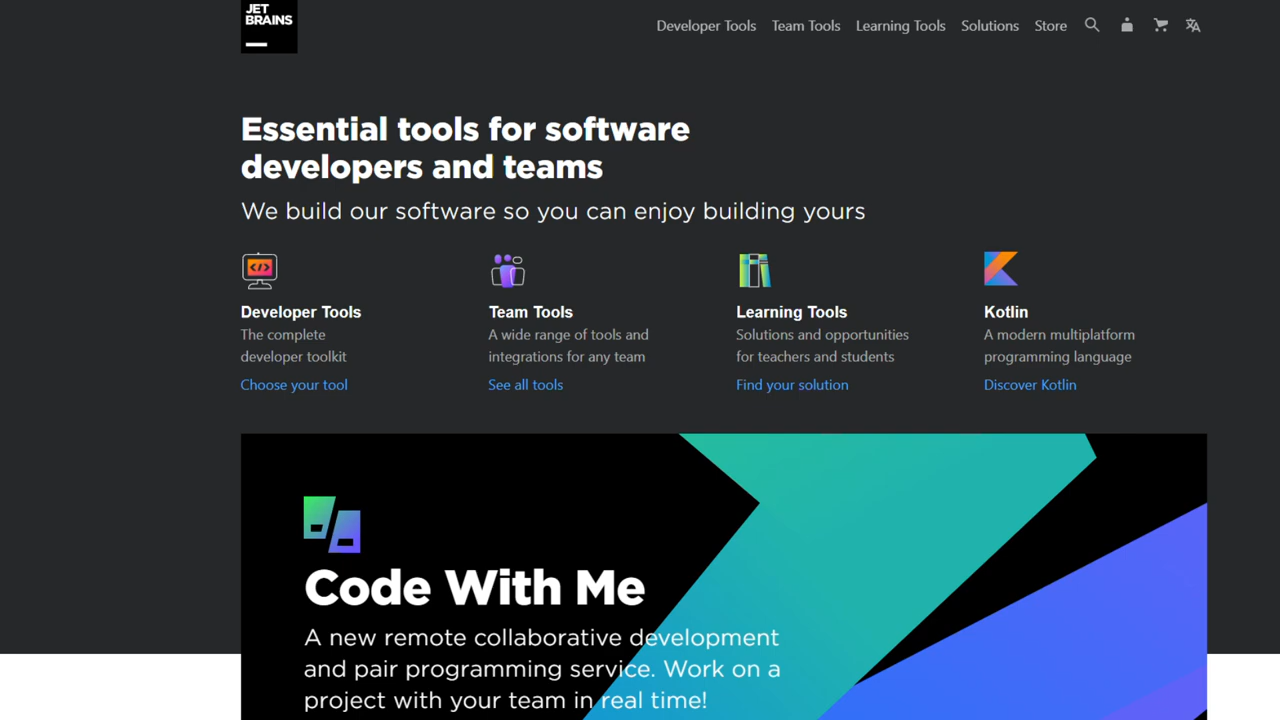 JET
BRAINS
Developer Tools Team Tools Learning Tools Solutions Store
Essential tools for software
developers and teams
We build our software so you can enjoy building yours
Developer Tools
The complete
developer toolkit
Choose your tool
Team Tools
A wide range of tools and
integrations for any team
See all tools
Learning Tools
Solutions and opportunities
for teachers and students
Find your solution
Kotlin
A modern multiplatform
programming language
Discover Kotlin
Code With Me
A new remote collaborative development
and pair programming service. Work on a
project with your team in real time!